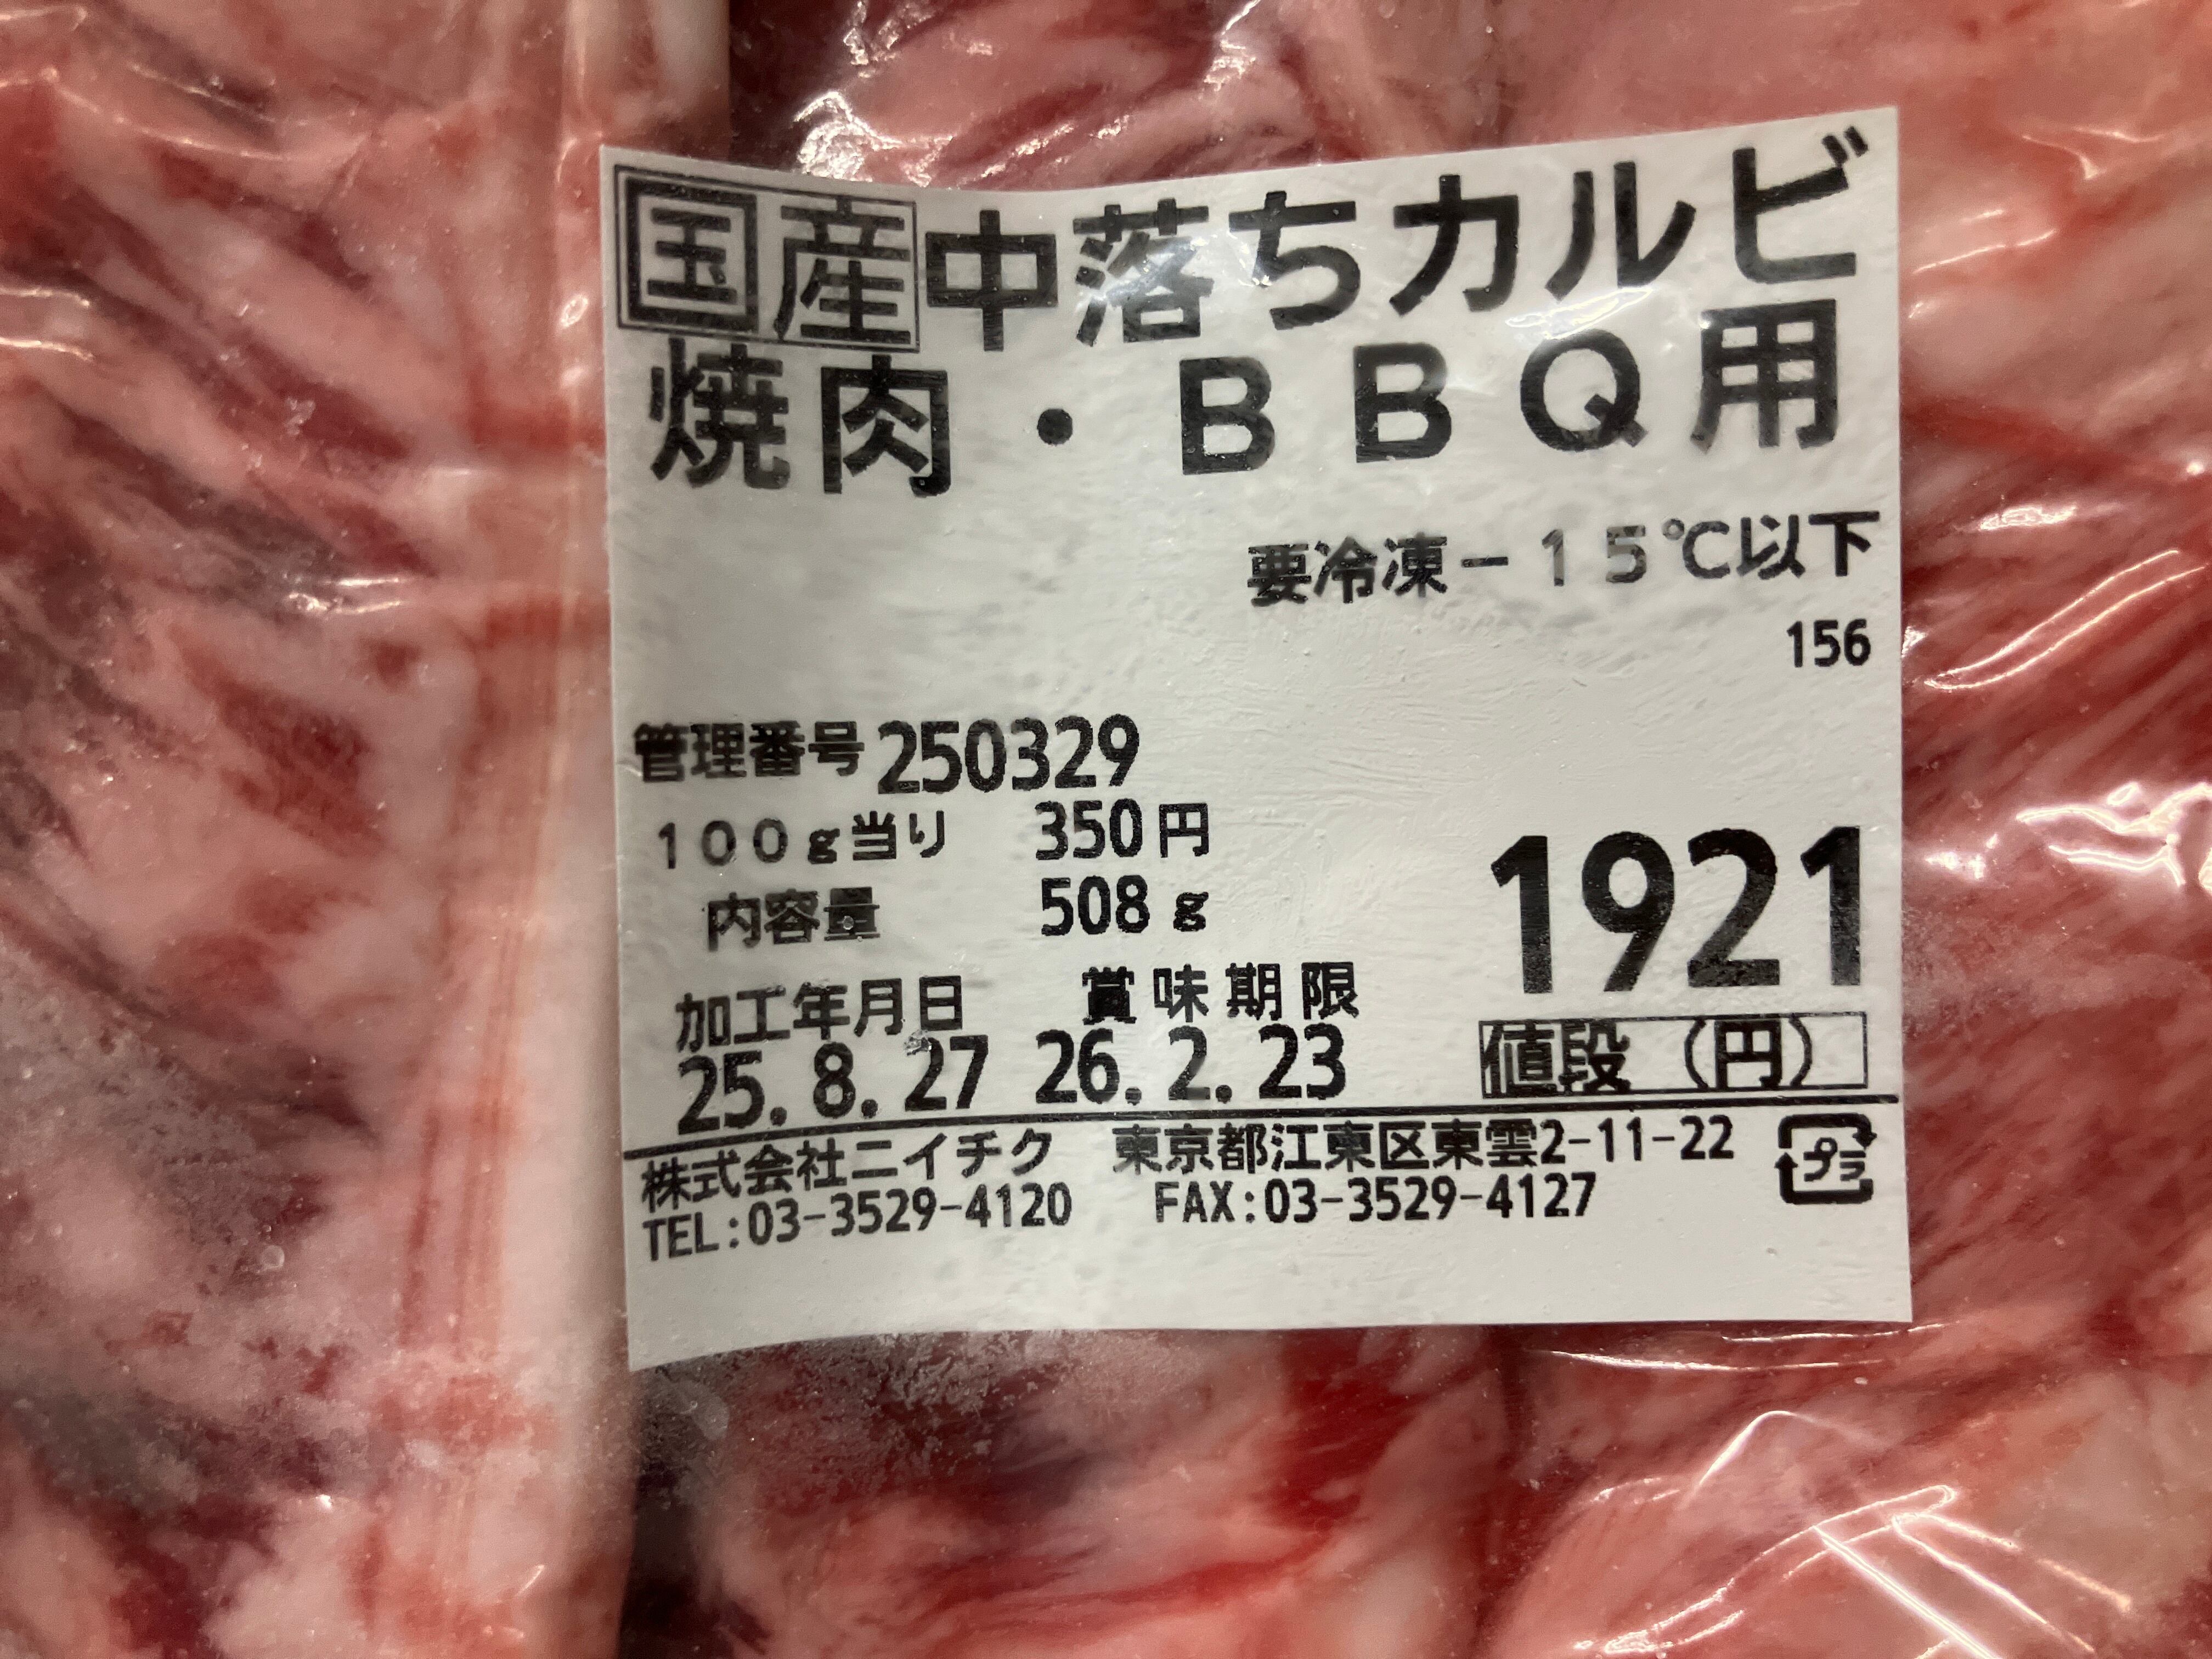 国産中落ちカルビ
焼肉・ＢＢＱ用
要冷凍－１５℃以下
156
管理番号250329
１００ｇ当り 350円
内容量 508ｇ
1921
加工年月日 賞味期限
25. 8. 27 26. 2. 23
値段（円）
株式会社ニイチク 東京都江東区東雲2-11-22
プラ
TEL:03-3529-4120 FAX:03-3529-4127